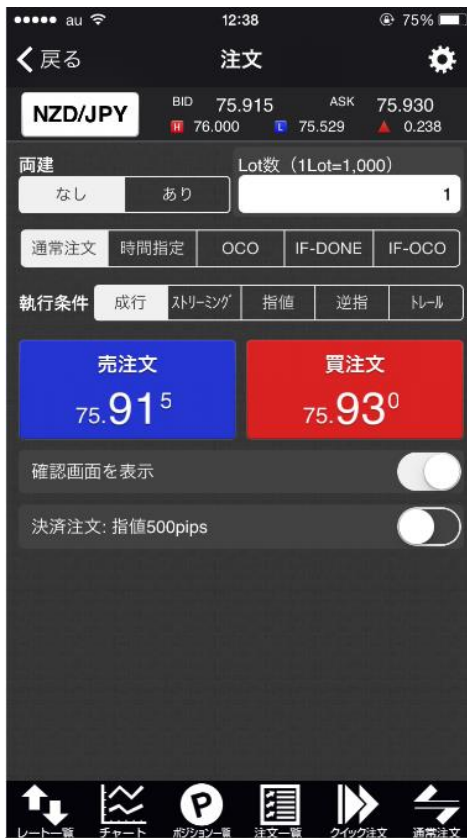 au 12:38 75%
戻る 注文
NZD/JPY BID 75.915 ASK 75.930
H 76.000 L 75.529 ▲ 0.238
両建 Lot数（1Lot=1,000）
なし あり 1
通常注文 時間指定 OCO IF-DONE IF-OCO
執行条件 成行 ｽﾄﾘｰﾐﾝｸﾞ 指値 逆指 ﾄﾚｰﾙ
売注文 買注文
75.915 75.930
確認画面を表示
決済注文: 指値500pips
P
レート一覧 チャート ポジション一覧 注文一覧 クイック注文 通常注文